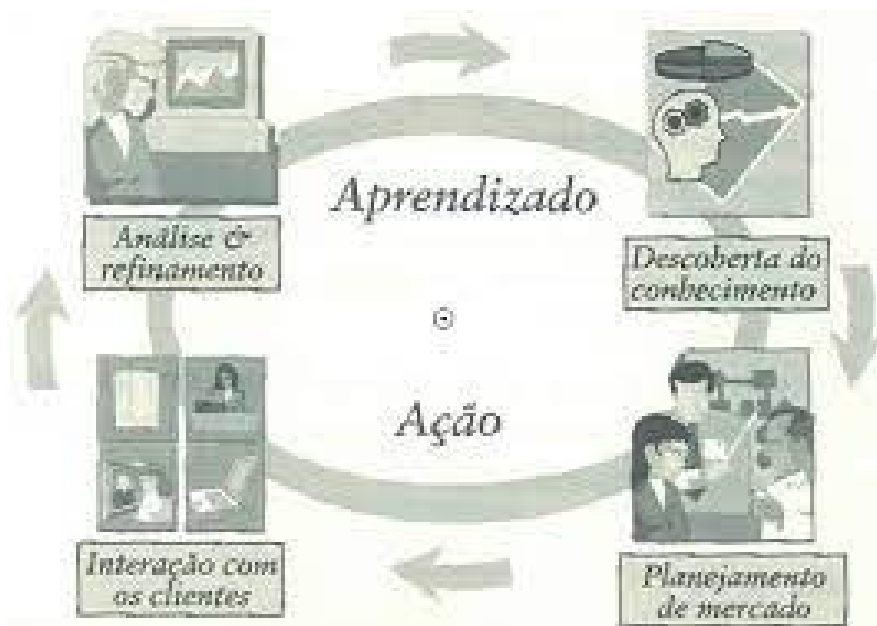 Aprendizado
Análise &
refinamento
Descoberta do
conhecimento
Ação
Interação com
os clientes
Planejamento
de mercado